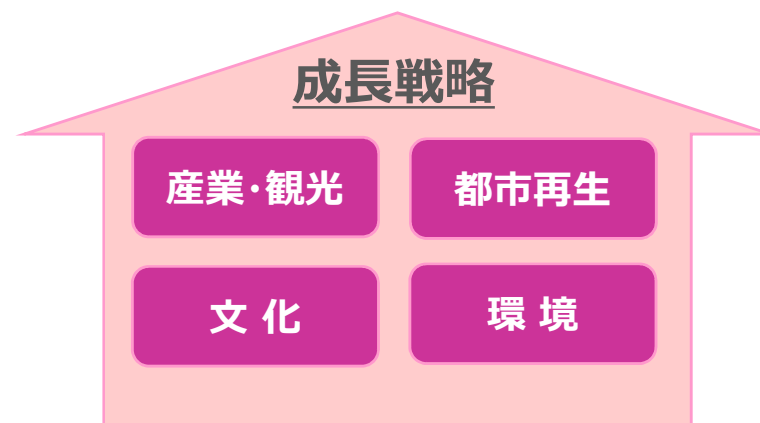 成長戦略
産業・観光
都市再生
文 化
環 境